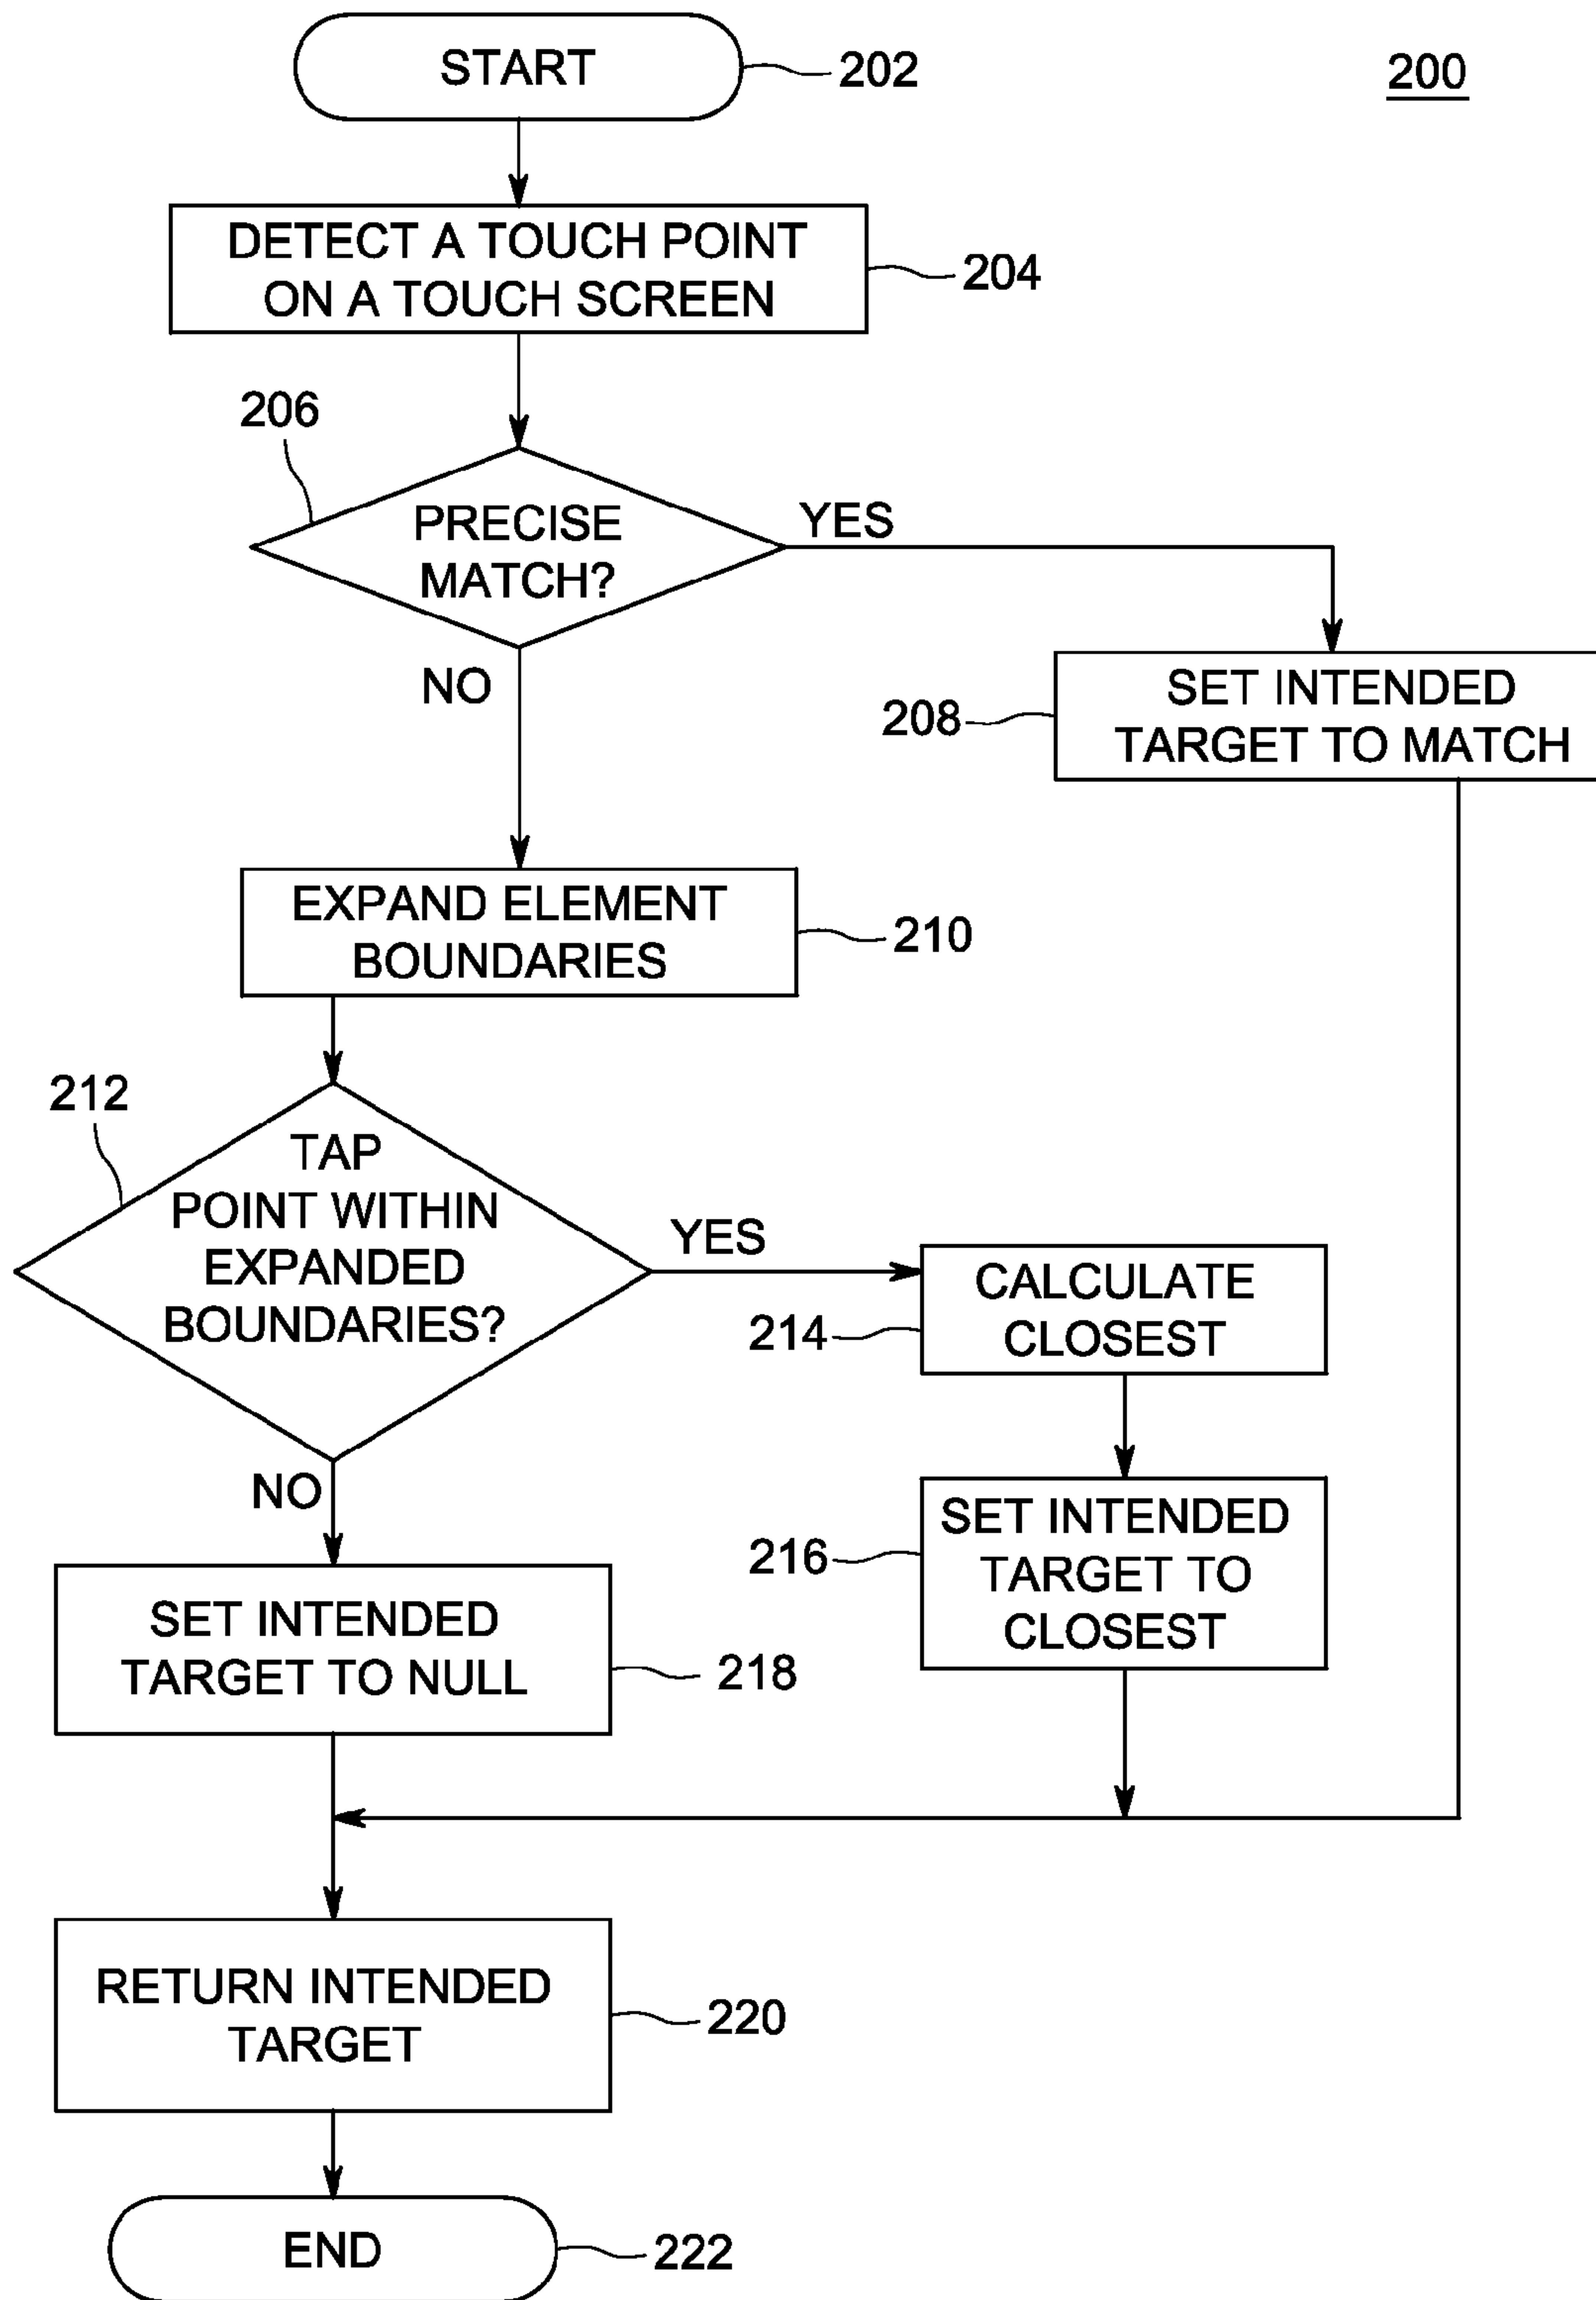 START
202
200
DETECT A TOUCH POINT
ON A TOUCH SCREEN
204
206
PRECISE
MATCH?
YES
NO
208
SET INTENDED
TARGET TO MATCH
EXPAND ELEMENT
BOUNDARIES
210
212
TAP
POINT WITHIN
EXPANDED
BOUNDARIES?
YES
NO
CALCULATE
CLOSEST
214
SET INTENDED
TARGET TO
CLOSEST
216
SET INTENDED
TARGET TO NULL
218
RETURN INTENDED
TARGET
220
END
222